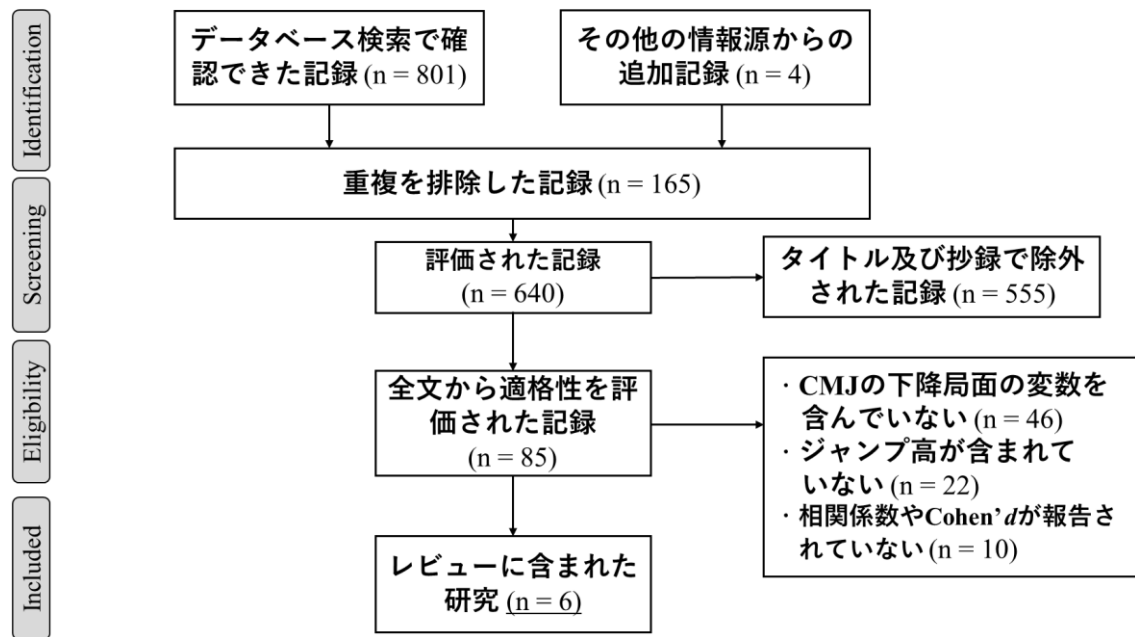 Identification
データベース検索で確
認できた記録 (n = 801)
その他の情報源からの
追加記録 (n = 4)
重複を排除した記録 (n = 165)
Screening
評価された記録
(n = 640)
タイトル及び抄録で除外
された記録 (n = 555)
Eligibility
全文から適格性を評
価された記録
(n = 85)
・CMJの下降局面の変数を
含んでいない (n = 46)
・ジャンプ高が含まれて
いない (n = 22)
・相関係数やCohen’ dが報告さ
れていない (n = 10)
Included
レビューに含まれた
研究 (n = 6)